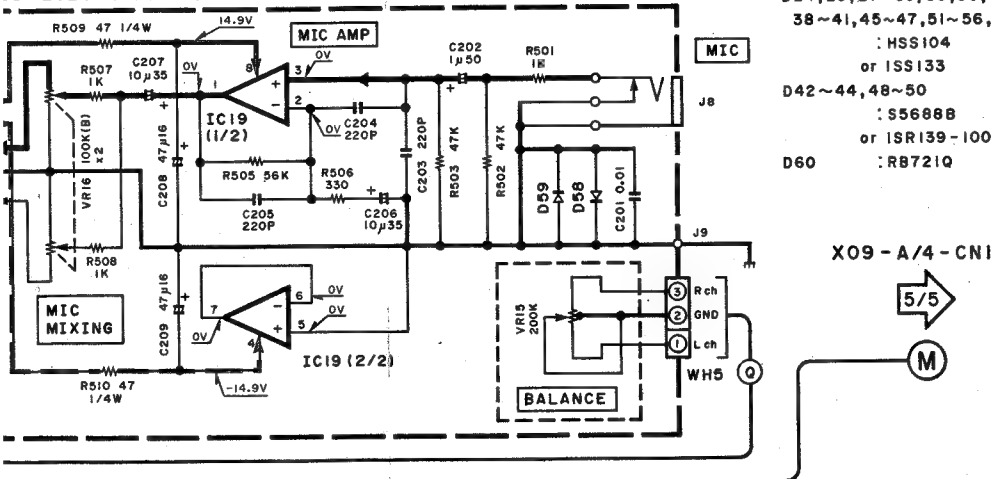 R509 47 1/4W
14.9V
MIC AMP
C202
1μ50
R501
1K
MIC
J8
R507
1K
C207
10μ35
0V
1
8
3
0V
+
−
2
0V
IC19
(1/2)
C204
220P
220P
C203
47K
R503
47K
R502
100K(B)
x2
VR16
47μ16
C208
R505 56K
R506
330
C205
220P
C206
10μ35
D59
D58
C201 0.01
J9
R508
1K
MIC
MIXING
47μ16
C209
7
0V
6
0V
−
+
5
0V
4
IC19 (2/2)
R510 47
1/4W
-14.9V
VR15
200K
3 Rch
2 GND
1 Lch
WH5
Q
BALANCE
38~41,45~47,51~56,
:HSS104
or ISS133
D42~44,48~50
:S5688B
or ISR139-100
D60 :RB721Q
X09-A/4-CN1
5/5
M